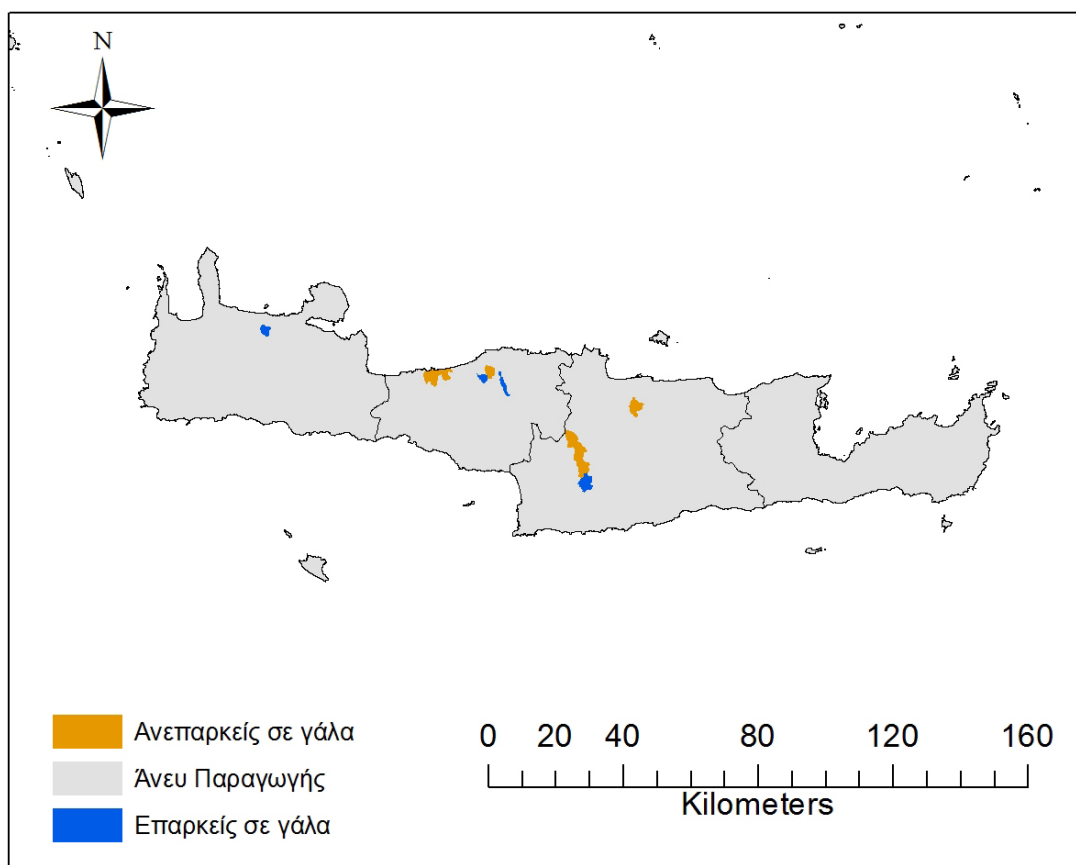 N
Ανεπαρκείς σε γάλα
Άνευ Παραγωγής
Επαρκείς σε γάλα
0 20 40 80 120 160
Kilometers